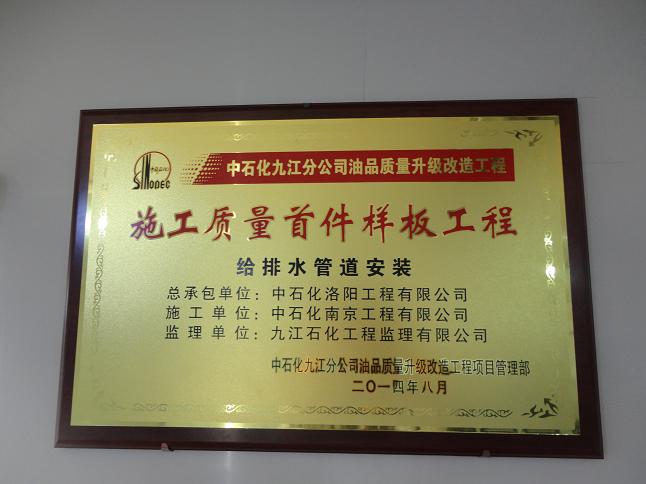 SINODEC
中石化九江分公司油品质量升级改造工程
施工质量首件样板工程
给排水管道安装
总承包单位：中石化洛阳工程有限公司
施工单位：中石化南京工程有限公司
监理单位：九江石化工程监理有限公司
中石化九江分公司油品质量升级改造工程项目管理部
二〇一四年八月